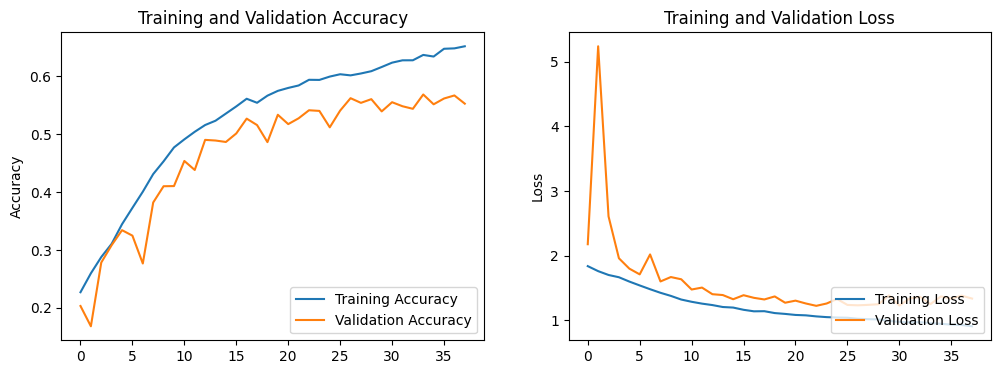 Training and Validation Accuracy
Accuracy
0.6
0.5
0.4
0.3
0.2
0 5 10 15 20 25 30 35
Training Accuracy
Validation Accuracy
Training and Validation Loss
Loss
5
4
3
2
1
0 5 10 15 20 25 30 35
Training Loss
Validation Loss